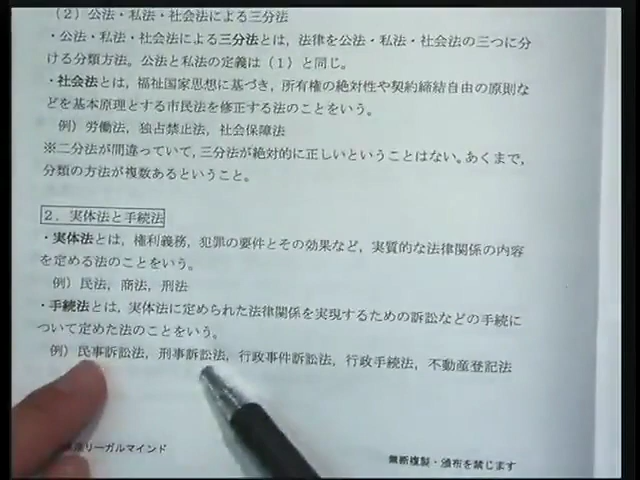 (2) 公法・私法・社会法による三分法
・公法・私法・社会法による三分法とは，法律を公法・私法・社会法の三つに分
ける分類方法。公法と私法の定義は(1)と同じ。
・社会法とは，福祉国家思想に基づき，所有権の絶対性や契約締結自由の原則な
どを基本原理とする市民法を修正する法のことをいう。
例）労働法，独占禁止法，社会保障法
※二分法が間違っていて，三分法が絶対的に正しいということはない。あくまで，
分類の方法が複数あるということ。
2．実体法と手続法
・実体法とは，権利義務，犯罪の要件とその効果など，実質的な法律関係の内容
を定める法のことをいう。
例）民法，商法，刑法
・手続法とは，実体法に定められた法律関係を実現するための訴訟などの手続に
ついて定めた法のことをいう。
例）民事訴訟法，刑事訴訟法，行政事件訴訟法，行政手続法，不動産登記法
リーガルマインド
無断複製・頒布を禁じます